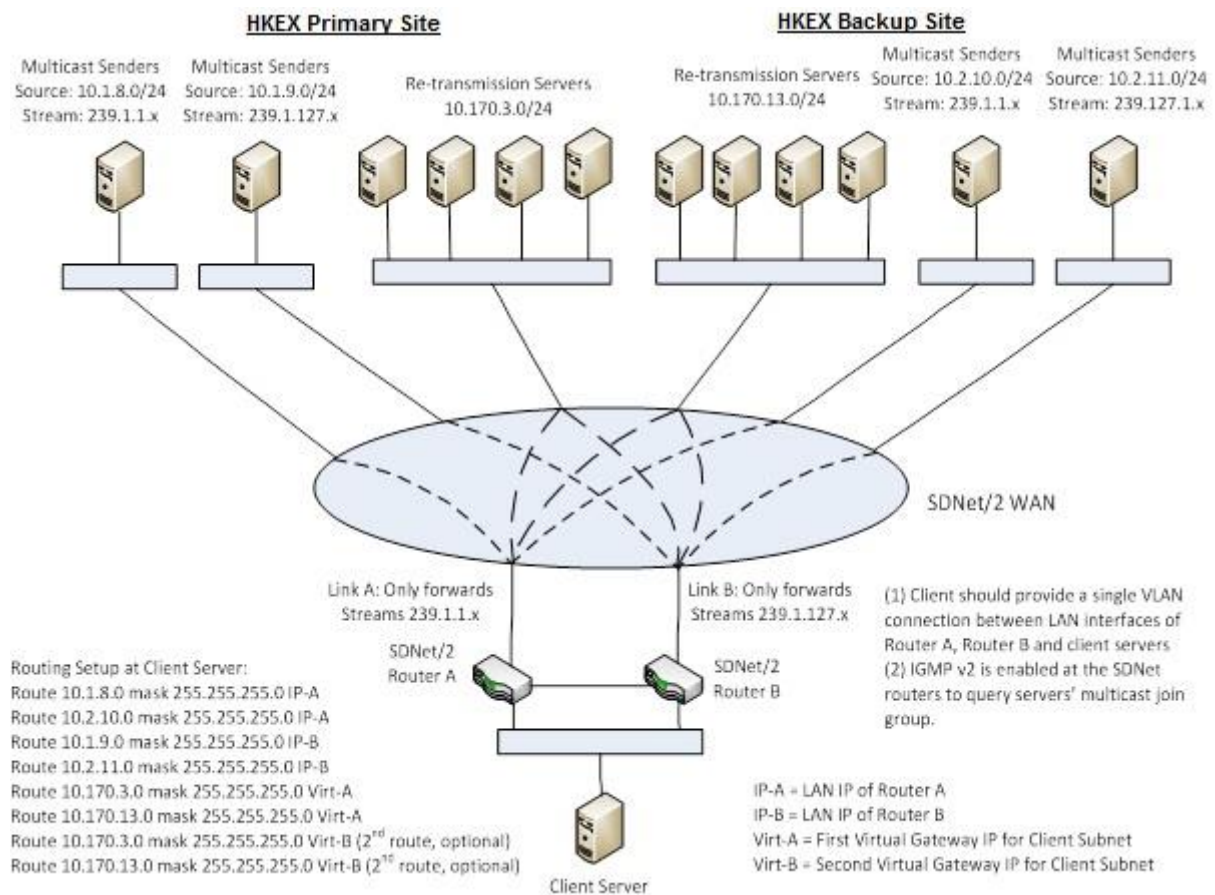 HKEX Primary Site
HKEX Backup Site
Multicast Senders
Source: 10.1.8.0/24
Stream: 239.1.1.x
Multicast Senders
Source: 10.1.9.0/24
Stream: 239.1.127.x
Re-transmission Servers
10.170.3.0/24
Re-transmission Servers
10.170.13.0/24
Multicast Senders
Source: 10.2.10.0/24
Stream: 239.1.1.x
Multicast Senders
Source: 10.2.11.0/24
Stream: 239.127.1.x
SDNet/2 WAN
Link A: Only forwards
Streams 239.1.1.x
Link B: Only forwards
Streams 239.1.127.x
SDNet/2
Router A
SDNet/2
Router B
(1) Client should provide a single VLAN
connection between LAN interfaces of
Router A, Router B and client servers
(2) IGMP v2 is enabled at the SDNet
routers to query servers' multicast join
group.
Routing Setup at Client Server:
Route 10.1.8.0 mask 255.255.255.0 IP-A
Route 10.2.10.0 mask 255.255.255.0 IP-A
Route 10.1.9.0 mask 255.255.255.0 IP-B
Route 10.2.11.0 mask 255.255.255.0 IP-B
Route 10.170.3.0 mask 255.255.255.0 Virt-A
Route 10.170.13.0 mask 255.255.255.0 Virt-A
Route 10.170.3.0 mask 255.255.255.0 Virt-B (2nd route, optional)
Route 10.170.13.0 mask 255.255.255.0 Virt-B (2nd route, optional)
Client Server
IP-A = LAN IP of Router A
IP-B = LAN IP of Router B
Virt-A = First Virtual Gateway IP for Client Subnet
Virt-B = Second Virtual Gateway IP for Client Subnet